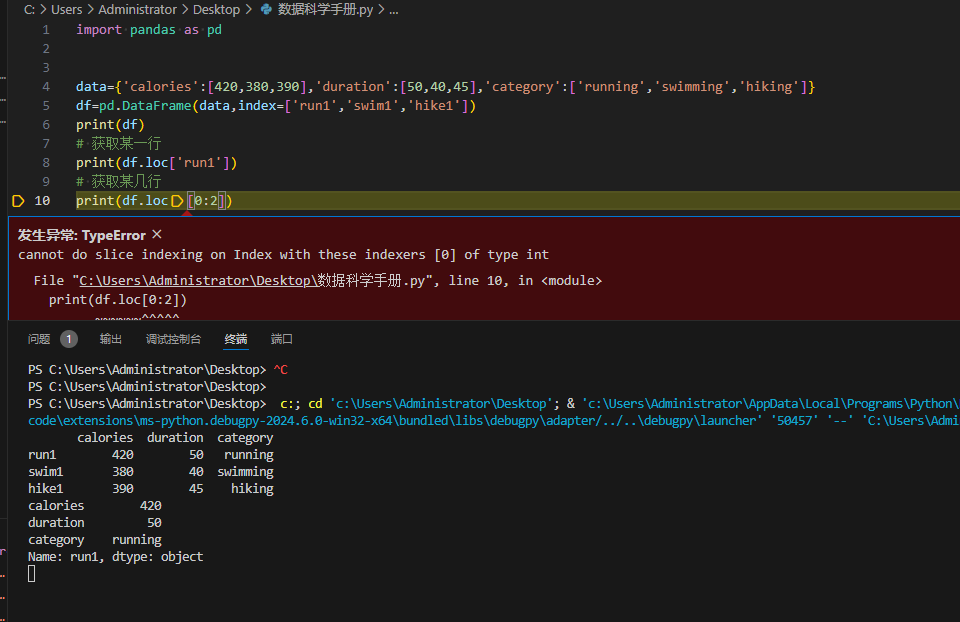 C: > Users > Administrator > Desktop > 数据科学手册.py > ...
1 import pandas as pd
2
3
4 data={'calories':[420,380,390],'duration':[50,40,45],'category':['running','swimming','hiking']}
5 df=pd.DataFrame(data,index=['run1','swim1','hike1'])
6 print(df)
7 # 获取某一行
8 print(df.loc['run1'])
9 # 获取某几行
10 print(df.loc[0:2])
发生异常: TypeError ×
cannot do slice indexing on Index with these indexers [0] of type int
File "C:\Users\Administrator\Desktop\数据科学手册.py", line 10, in <module>
print(df.loc[0:2])
~~~~~~^^^^^
问题 1 输出 调试控制台 终端 端口
PS C:\Users\Administrator\Desktop> ^C
PS C:\Users\Administrator\Desktop>
PS C:\Users\Administrator\Desktop> c:; cd 'c:\Users\Administrator\Desktop'; & 'c:\Users\Administrator\AppData\Local\Programs\Python\
code\extensions\ms-python.debugpy-2024.6.0-win32-x64\bundled\libs\debugpy\adapter/../..\debugpy\launcher' '50457' '--' 'C:\Users\Admi
calories duration category
run1 420 50 running
swim1 380 40 swimming
hike1 390 45 hiking
calories 420
duration 50
category running
Name: run1, dtype: object